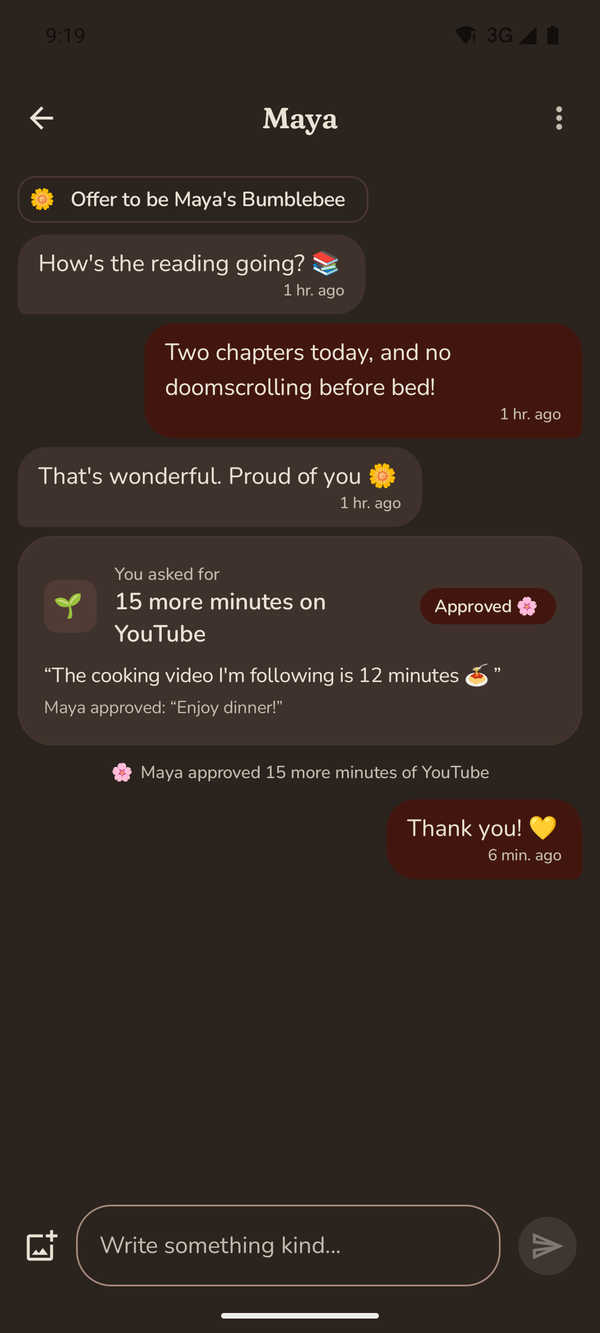 9:19
3G
Maya
Offer to be Maya's Bumblebee
How's the reading going? 📚
1 hr. ago
Two chapters today, and no
doomscrolling before bed!
1 hr. ago
That's wonderful. Proud of you 🌼
1 hr. ago
You asked for
15 more minutes on
YouTube
Approved 🌸
“The cooking video I'm following is 12 minutes 🍝 ”
Maya approved: “Enjoy dinner!”
🌸 Maya approved 15 more minutes of YouTube
Thank you! 💛
6 min. ago
Write something kind...